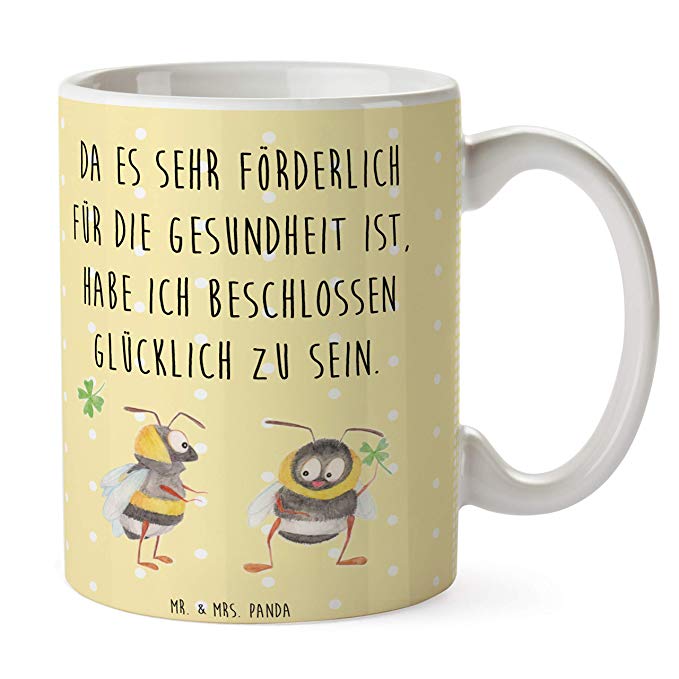 DA ES SEHR FÖRDERLICH
FÜR DIE GESUNDHEIT IST,
HABE ICH BESCHLOSSEN
GLÜCKLICH ZU SEIN.
MR. & MRS. PANDA